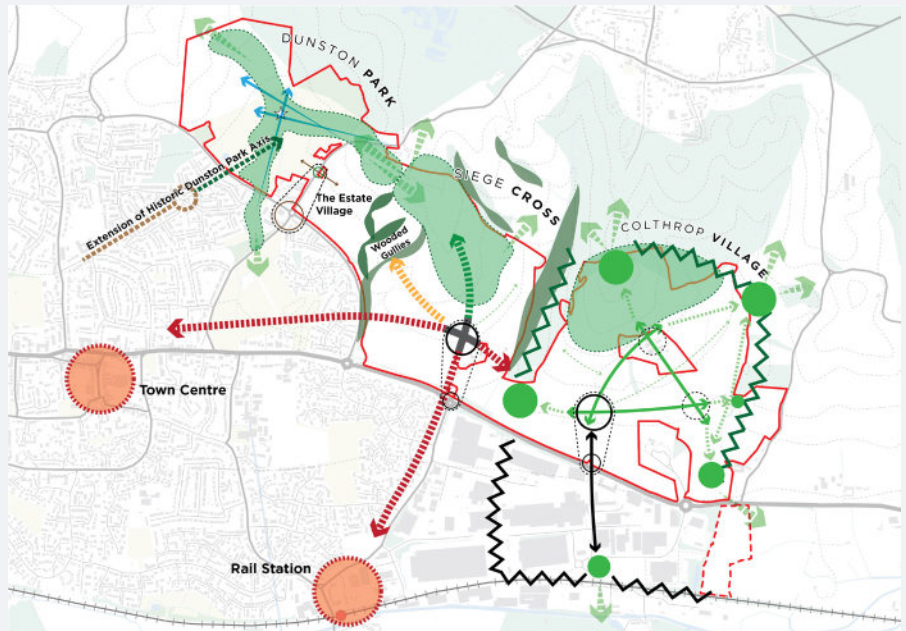 DUNSTON PARK
Extension of Historic Dunston Park Axis
The Estate
Village
Wooded
Gullies
SIEGE CROSS
COLTHROP VILLAGE
Town Centre
Rail Station